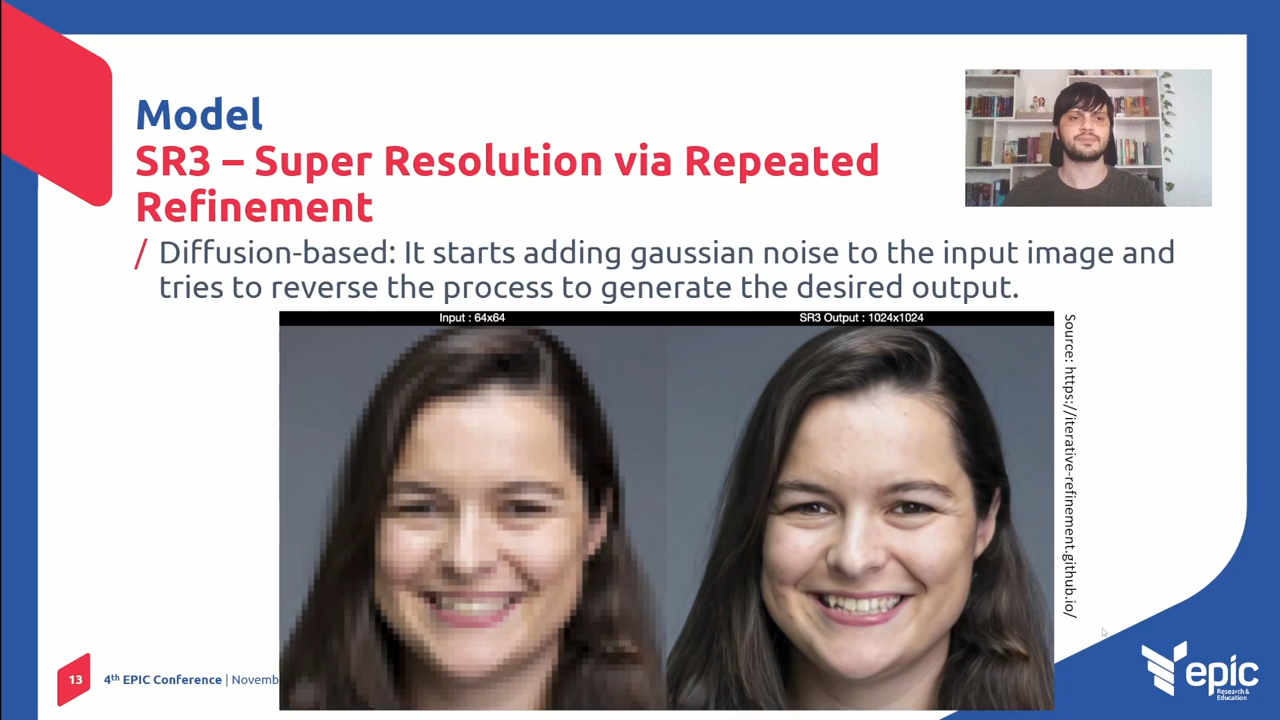 Model
SR3 – Super Resolution via Repeated
Refinement
/ Diffusion-based: It starts adding gaussian noise to the input image and
tries to reverse the process to generate the desired output.
Input : 64x64
SR3 Output : 1024x1024
Source: https://iterative-refinement.github.io/
13
4th EPIC Conference | Novemb
epic
Research &
Education